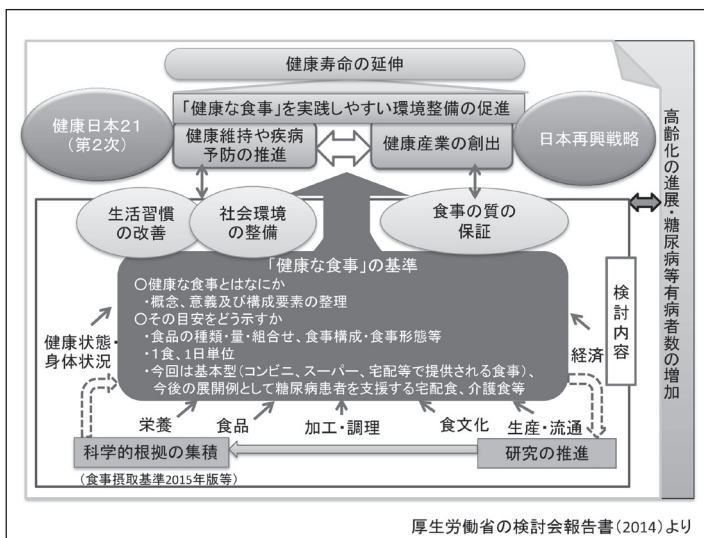 健康寿命の延伸
「健康な食事」を実践しやすい環境整備の促進
健康日本21
(第2次)
健康維持や疾病
予防の推進
健康産業の創出
日本再興戦略
生活習慣
の改善
社会環境
の整備
食事の質の
保証
「健康な食事」の基準
○健康な食事とはなにか
・概念、意義及び構成要素の整理
○その目安をどう示すか
・食品の種類・量・組合せ、食事構成・食事形態等
・1食、1日単位
・今回は基本型(コンビニ、スーパー、宅配等で提供される食事)、
今後の展開例として糖尿病患者を支援する宅配食、介護食等
健康状態・
身体状況
栄養
食品
加工・調理
食文化
生産・流通
経済
検討内容
科学的根拠の集積
(食事摂取基準2015年版等)
研究の推進
高齢化の進展・糖尿病等有病者数の増加
厚生労働省の検討会報告書(2014)より